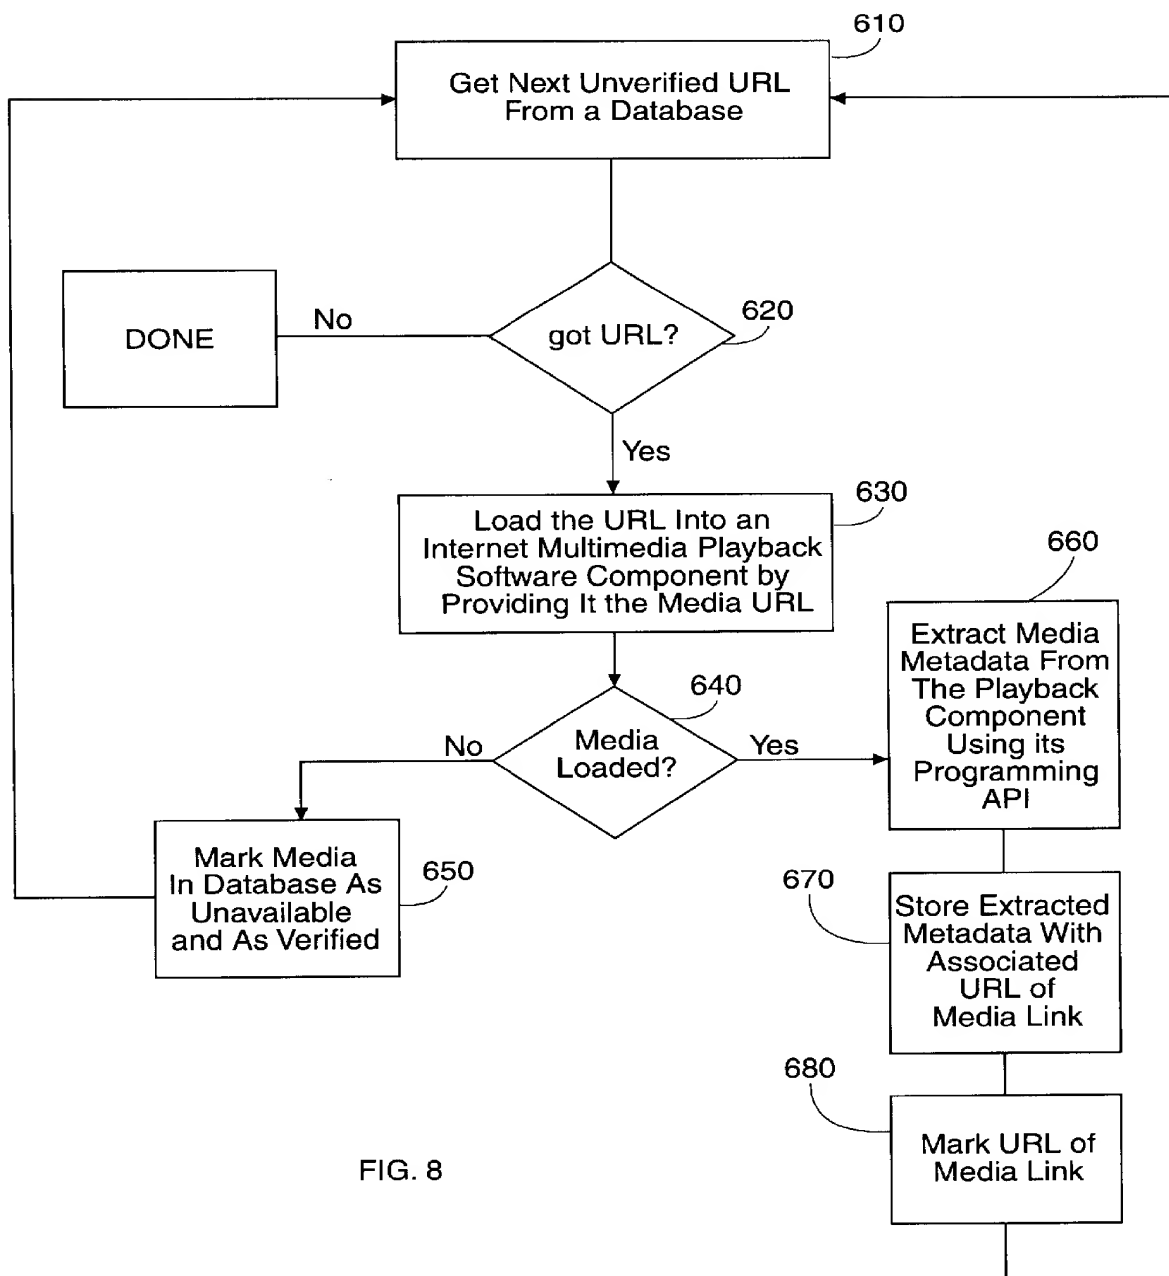 610
Get Next Unverified URL
From a Database
DONE
No
got URL?
620
Yes
630
Load the URL Into an
Internet Multimedia Playback
Software Component by
Providing It the Media URL
640
Media
Loaded?
No
Yes
650
Mark Media
In Database As
Unavailable
and As Verified
660
Extract Media
Metadata From
The Playback
Component
Using its
Programming
API
670
Store Extracted
Metadata With
Associated
URL of
Media Link
680
Mark URL of
Media Link
FIG. 8